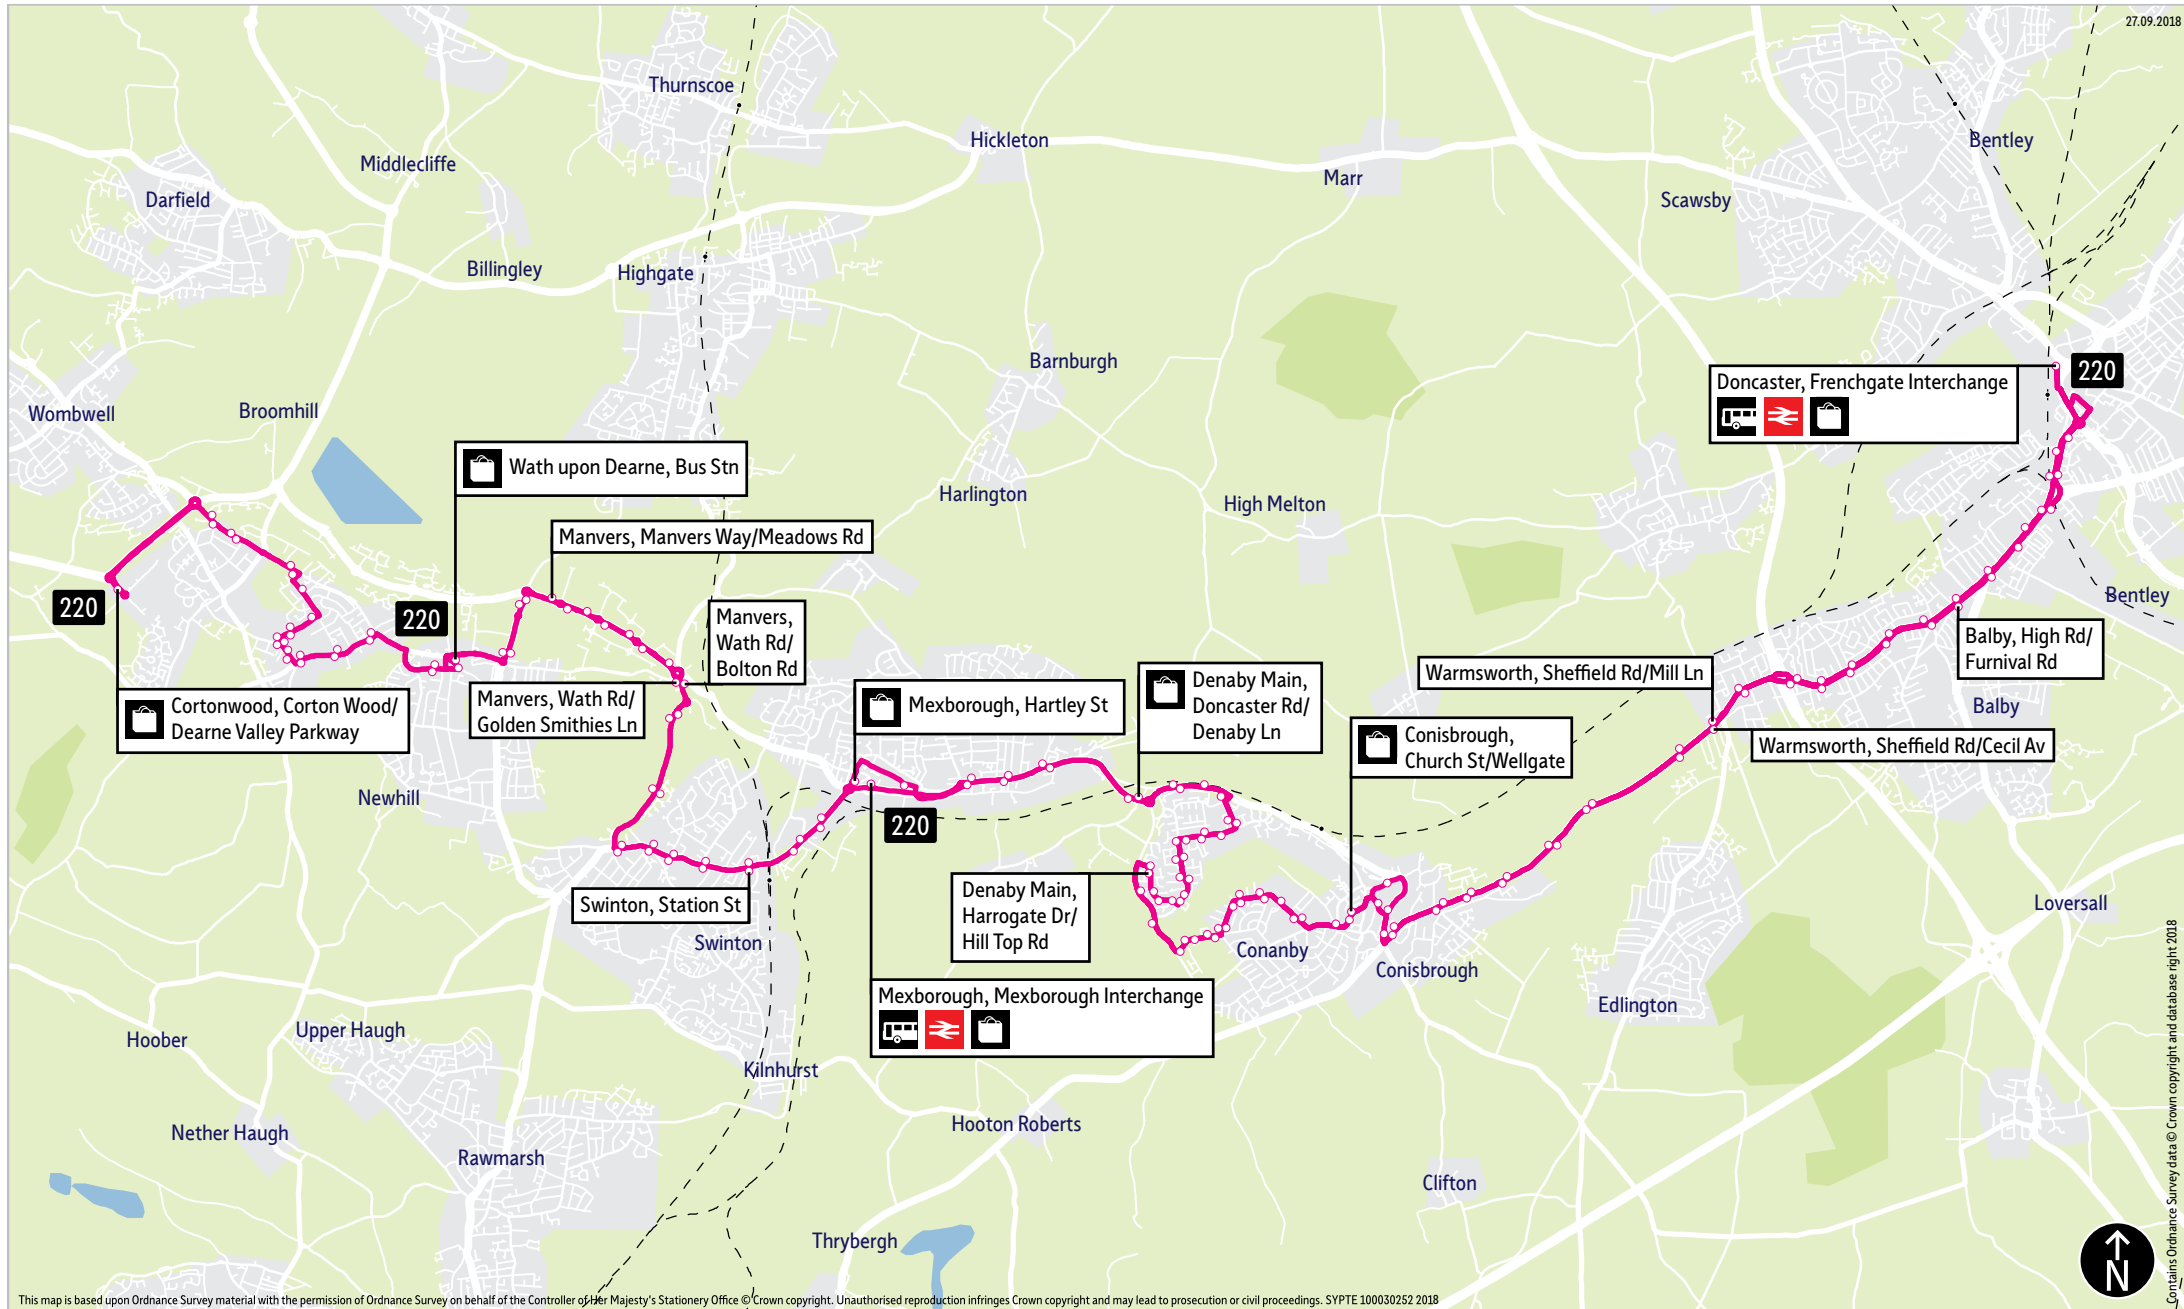 27.09.2018
Thurnscoe
Hickleton
Bentley
Middlecliffe
Marr
Darfield
Scawsby
Billingley
Highgate
Barnburgh
Doncaster, Frenchgate Interchange
220
Wombwell
Broomhill
Wath upon Dearne, Bus Stn
Harlington
High Melton
Manvers, Manvers Way/Meadows Rd
Bentley
220
220
Manvers,
Wath Rd/
Bolton Rd
Balby, High Rd/
Furnival Rd
Warmsworth, Sheffield Rd/Mill Ln
Cortonwood, Corton Wood/
Dearne Valley Parkway
Manvers, Wath Rd/
Golden Smithies Ln
Mexborough, Hartley St
Denaby Main,
Doncaster Rd/
Denaby Ln
Balby
Conisbrough,
Church St/Wellgate
Warmsworth, Sheffield Rd/Cecil Av
Newhill
220
Swinton, Station St
Denaby Main,
Harrogate Dr/
Hill Top Rd
Loversall
Swinton
Conanby
Conisbrough
Mexborough, Mexborough Interchange
Edlington
Upper Haugh
Hoober
Kilnhurst
Nether Haugh
Hooton Roberts
Rawmarsh
Clifton
Thrybergh
N
This map is based upon Ordnance Survey material with the permission of Ordnance Survey on behalf of the Controller of Her Majesty's Stationery Office © Crown copyright. Unauthorised reproduction infringes Crown copyright and may lead to prosecution or civil proceedings. SYPTE 100030252 2018
Contains Ordnance Survey data © Crown copyright and database right 2018